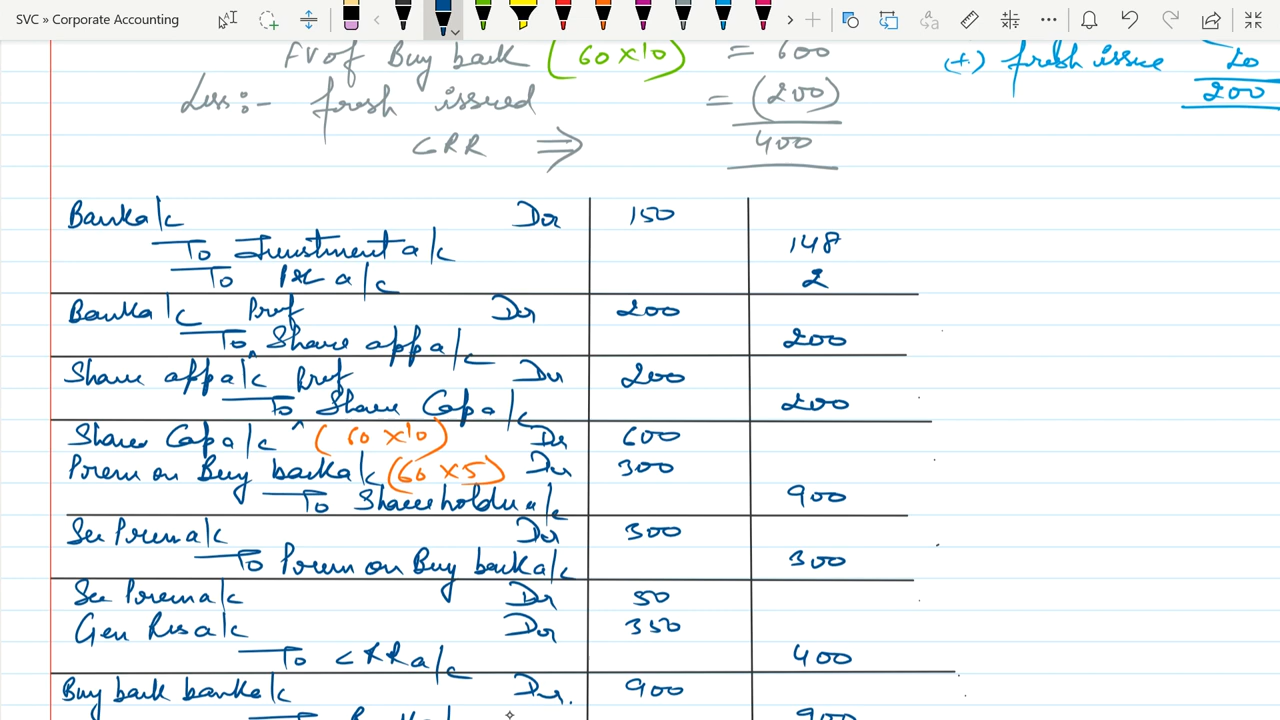 SVC » Corporate Accounting
FV of Buy back (60x10) = 600
(+) fresh issue 20
200
Less:- fresh issued = (200)
CRR ⇒ 400
Bank a/c Dr 150
To Investment a/c 148
To P&L a/c 2
Bank a/c Dr 200
To Pref Share app a/c 200
Share app a/c Dr 200
To Pref Share Cap a/c 200
Share Cap a/c (60 x 10) Dr 600
Prem on Buy back a/c (60 x 5) Dr 300
To Shareholder a/c 900
Sec Prem a/c Dr 300
To Prem on Buy back a/c 300
Sec Prem a/c Dr 50
Gen Res a/c Dr 350
To CRR a/c 400
Buy back bank a/c Dr. 900
900